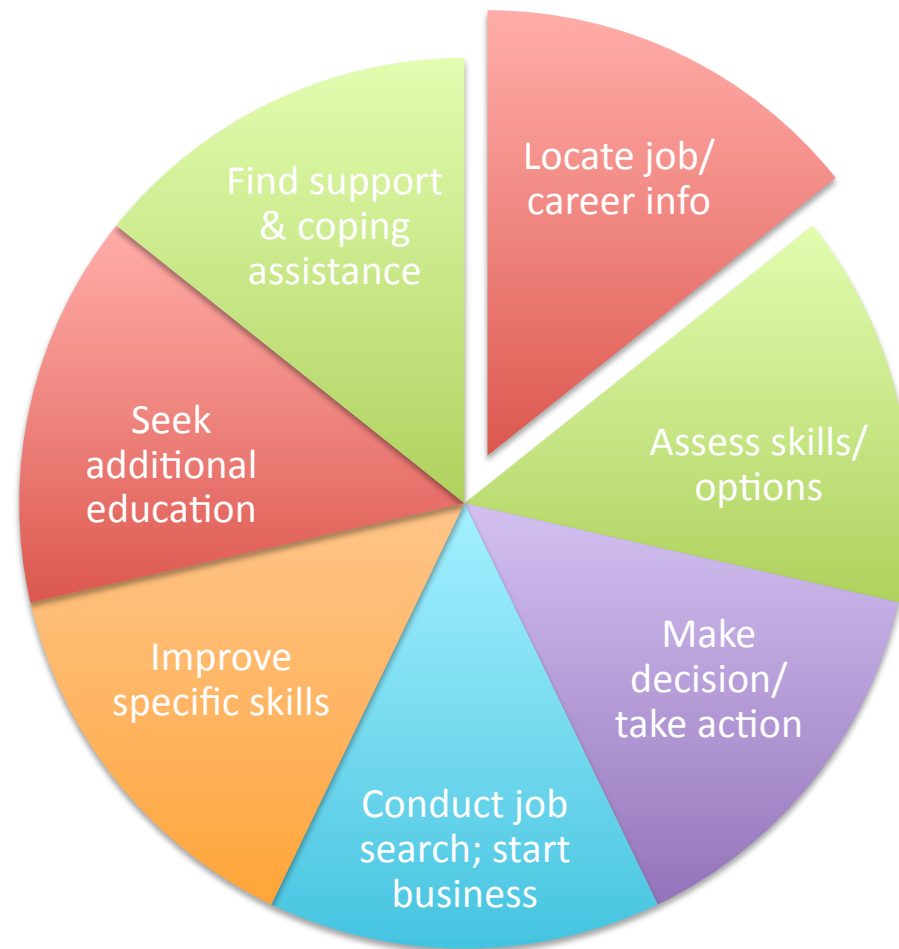 Locate job/
career info
Assess skills/
options
Make
decision/
take action
Conduct job
search; start
business
Improve
specific skills
Seek
additional
education
Find support
& coping
assistance